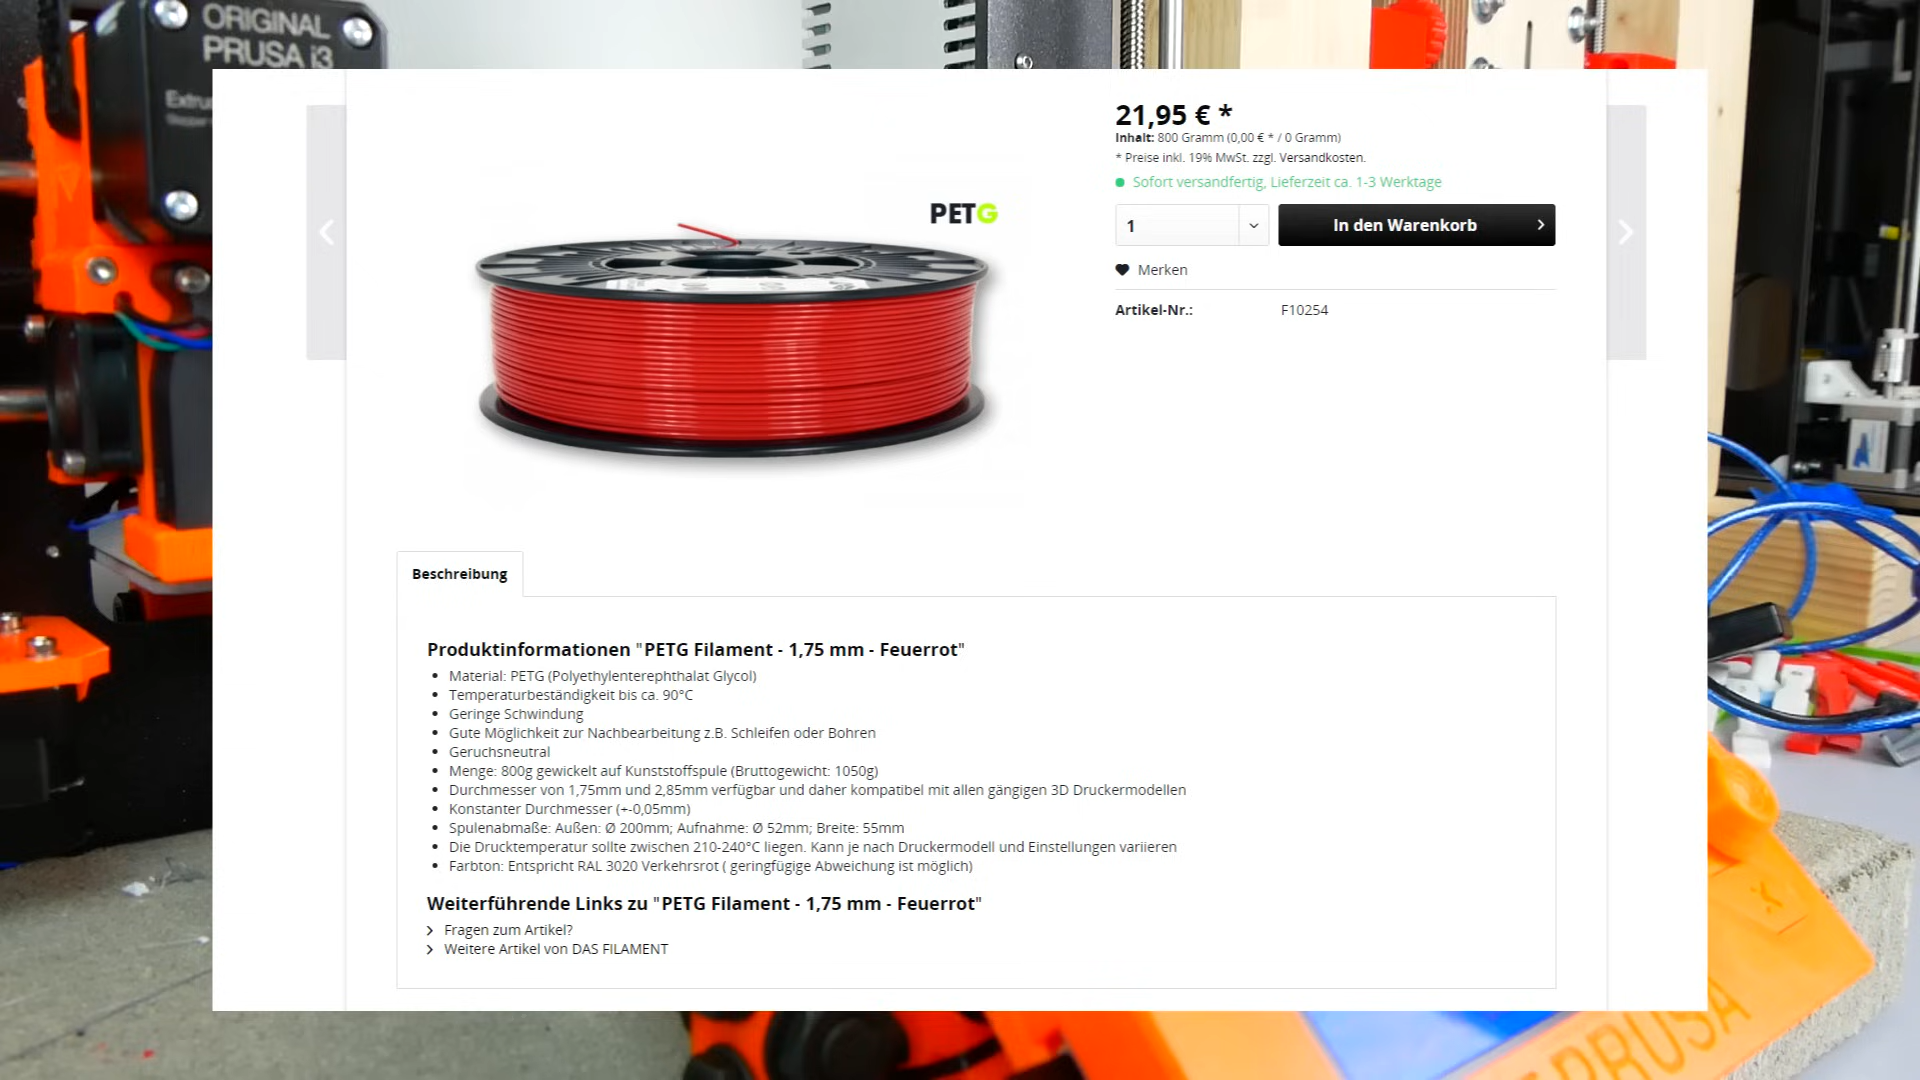 ORIGINAL
PRUSA i3
21,95 € *
Inhalt: 800 Gramm (0,00 € * / 0 Gramm)
* Preise inkl. 19% MwSt. zzgl. Versandkosten.
Sofort versandfertig, Lieferzeit ca. 1-3 Werktage
PETG
1
In den Warenkorb
Merken
Artikel-Nr.: F10254
Beschreibung
Produktinformationen "PETG Filament - 1,75 mm - Feuerrot"
Material: PETG (Polyethylenterephthalat Glycol)
Temperaturbeständigkeit bis ca. 90°C
Geringe Schwindung
Gute Möglichkeit zur Nachbearbeitung z.B. Schleifen oder Bohren
Geruchsneutral
Menge: 800g gewickelt auf Kunststoffspule (Bruttogewicht: 1050g)
Durchmesser von 1,75mm und 2,85mm verfügbar und daher kompatibel mit allen gängigen 3D Druckermodellen
Konstanter Durchmesser (+-0,05mm)
Spulenabmaße: Außen: Ø 200mm; Aufnahme: Ø 52mm; Breite: 55mm
Die Drucktemperatur sollte zwischen 210-240°C liegen. Kann je nach Druckermodell und Einstellungen variieren
Farbton: Entspricht RAL 3020 Verkehrsrot ( geringfügige Abweichung ist möglich)
Weiterführende Links zu "PETG Filament - 1,75 mm - Feuerrot"
Fragen zum Artikel?
Weitere Artikel von DAS FILAMENT
PRUSA